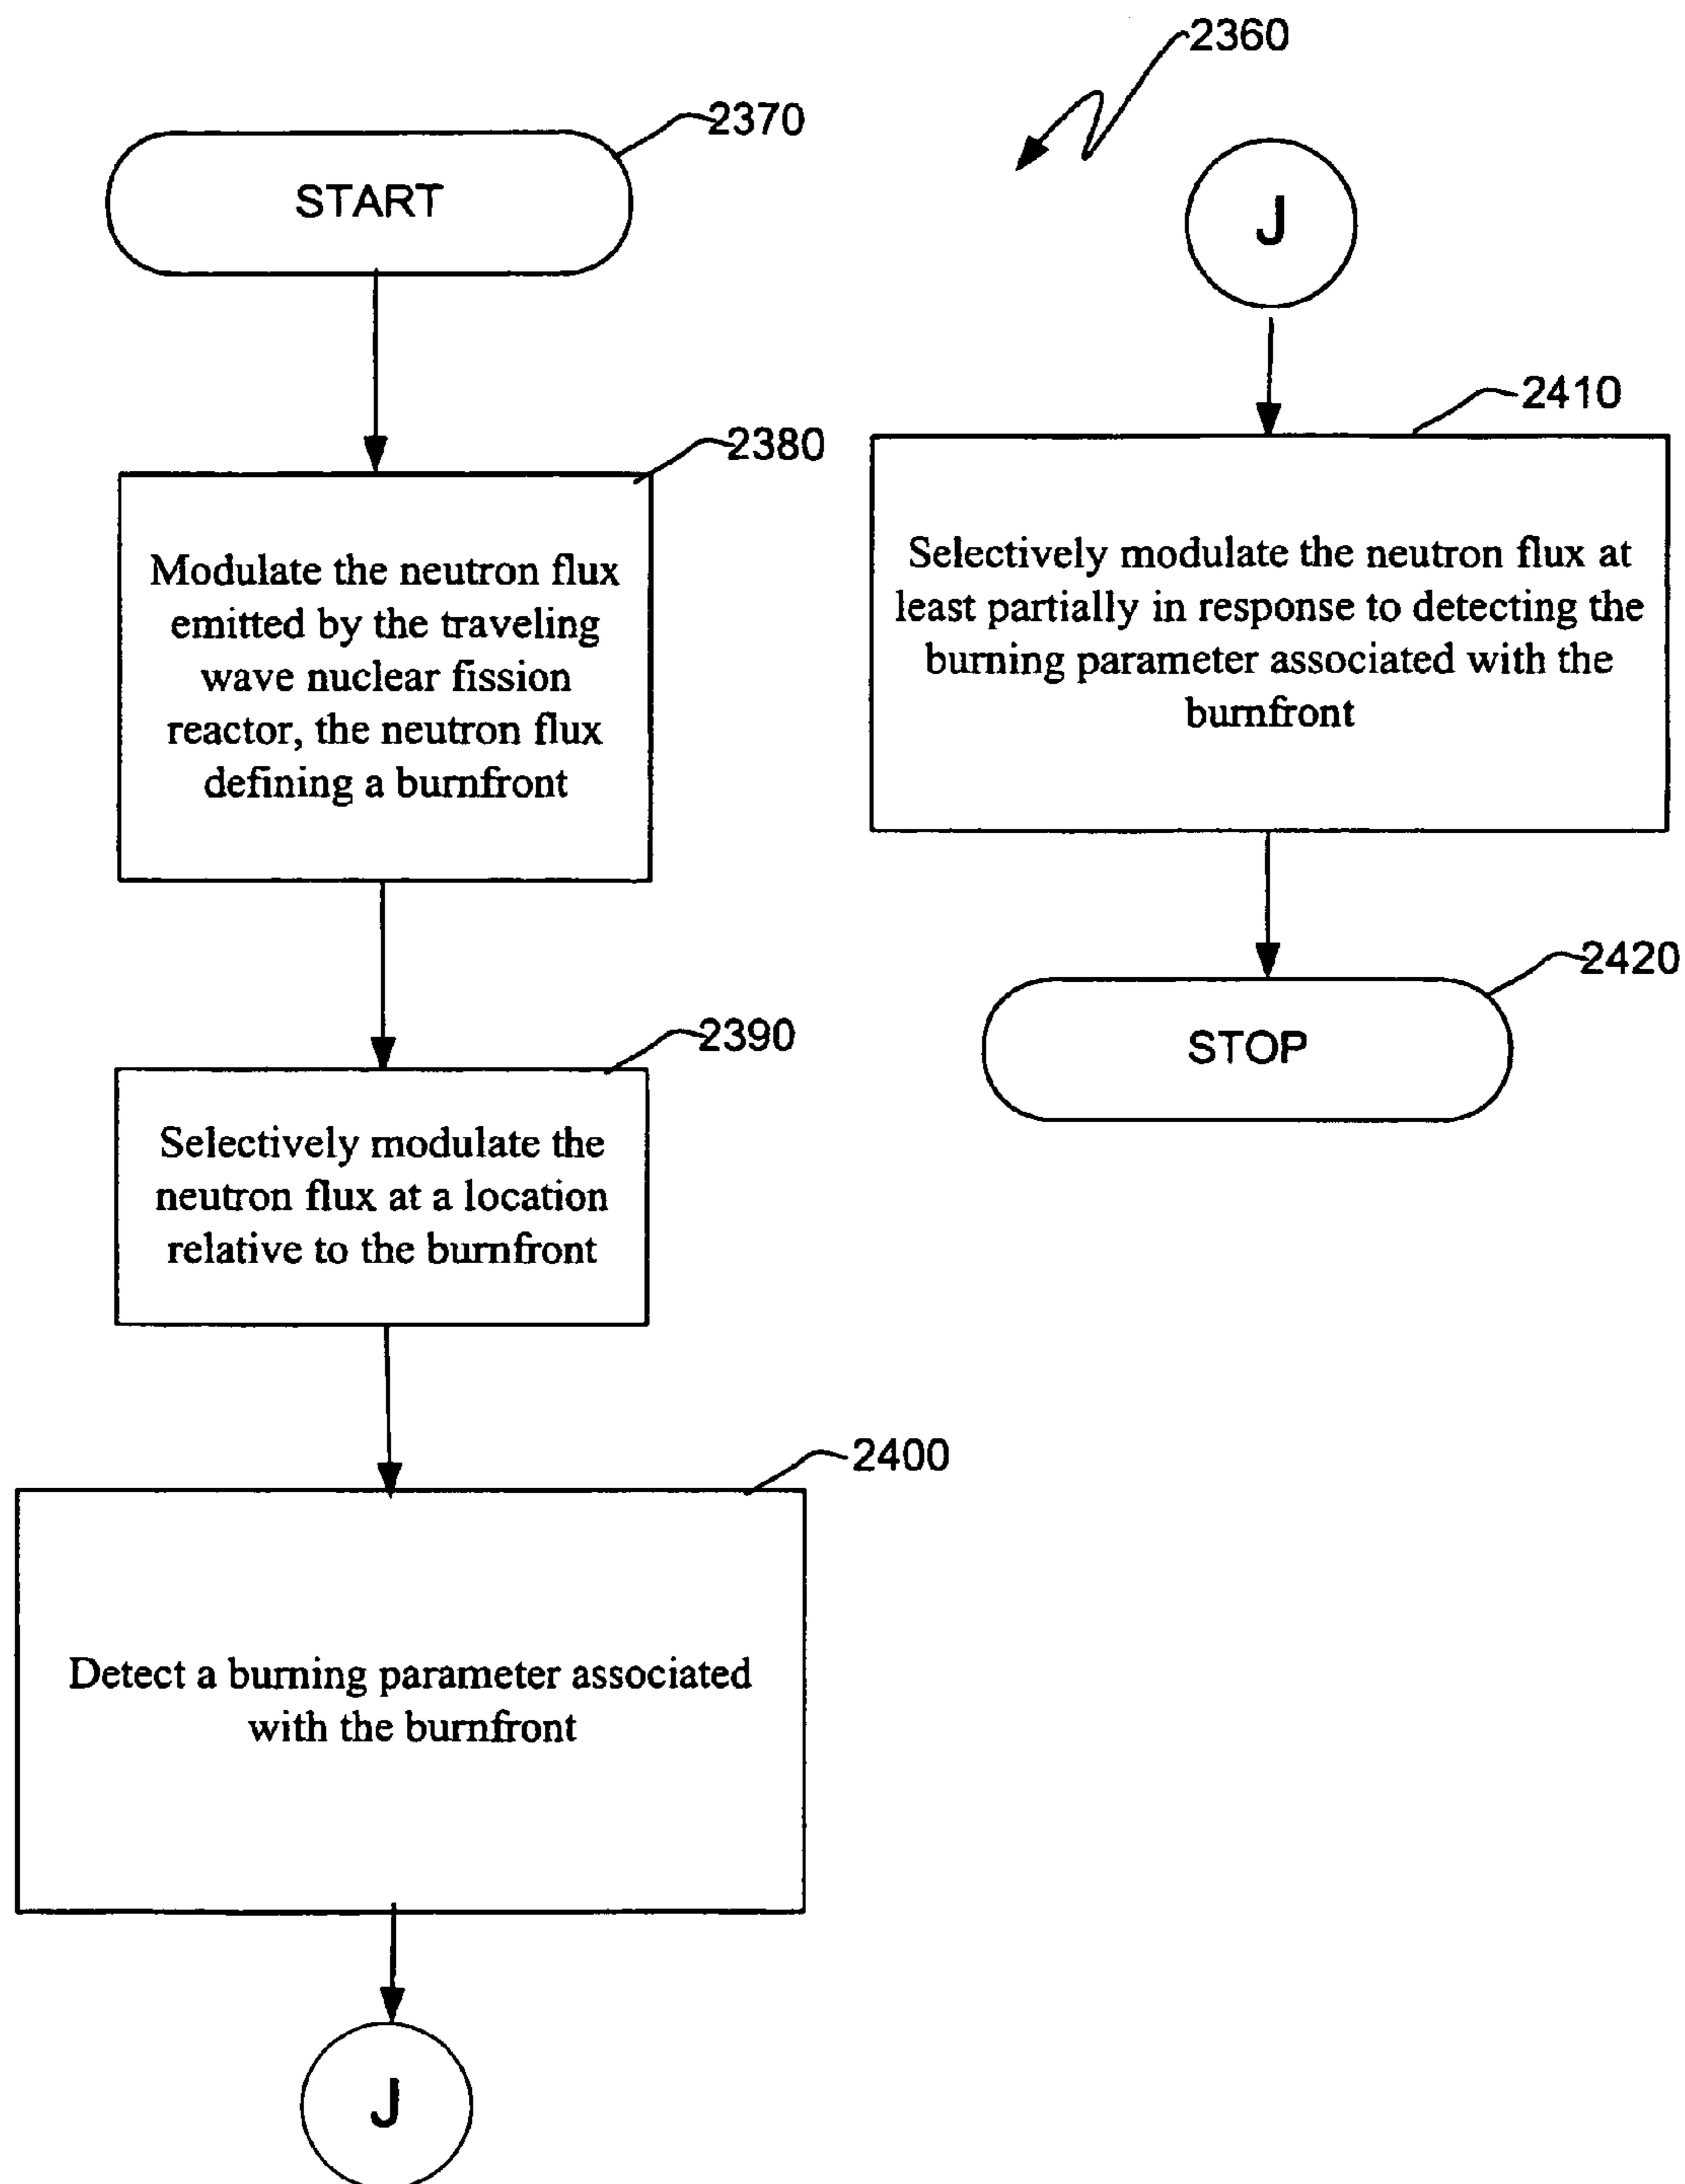 2370
START
2380
Modulate the neutron flux
emitted by the traveling
wave nuclear fission
reactor, the neutron flux
defining a burnfront
2390
Selectively modulate the
neutron flux at a location
relative to the burnfront
2400
Detect a burning parameter associated
with the burnfront
J
2360
J
2410
Selectively modulate the neutron flux at
least partially in response to detecting the
burning parameter associated with the
burnfront
2420
STOP